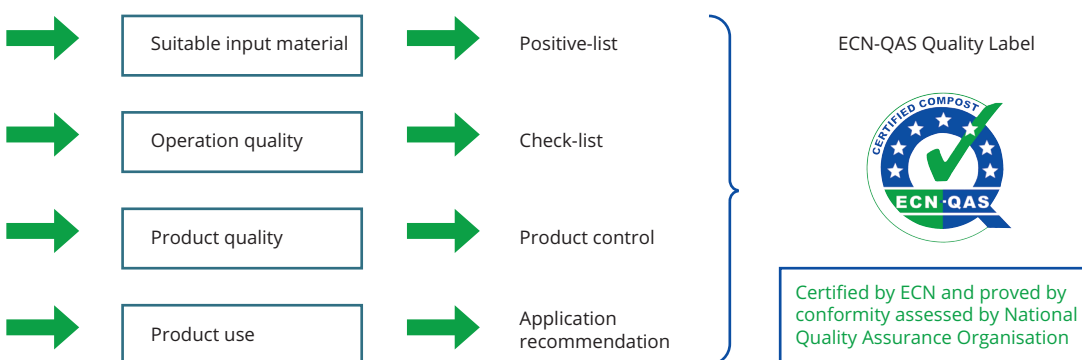 Suitable input material
Positive-list
ECN-QAS Quality Label
CERTIFIED COMPOST
Operation quality
Check-list
ECN-QAS
Product quality
Product control
Product use
Application
recommendation
Certified by ECN and proved by
conformity assessed by National
Quality Assurance Organisation